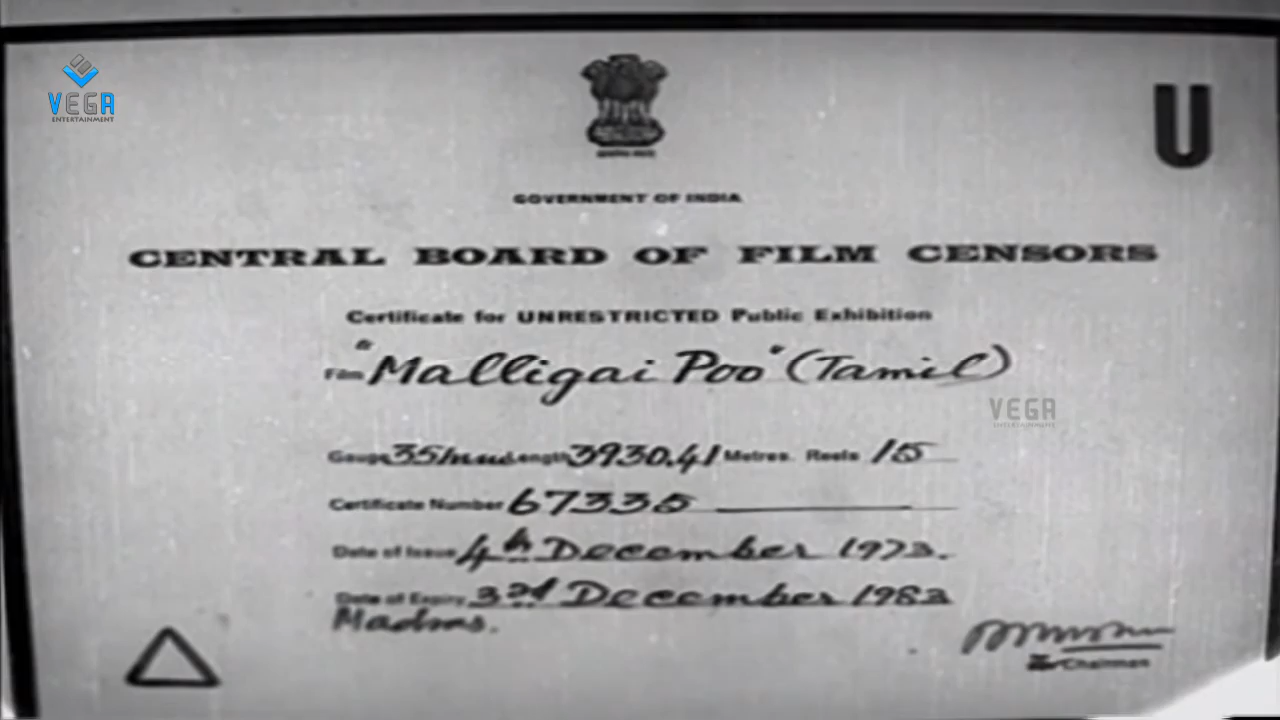 VEGA
ENTERTAINMENT
U
GOVERNMENT OF INDIA
CENTRAL BOARD OF FILM CENSORS
Certificate for UNRESTRICTED Public Exhibition
Film "Malligai Poo" (Tamil)
VEGA
ENTERTAINMENT
Gauge 35mm Length 3930.41 Metres. Reels 15
Certificate Number 67335
Date of Issue 4th December 1973.
Date of Expiry 3rd December 1983
Madras.
Chairman